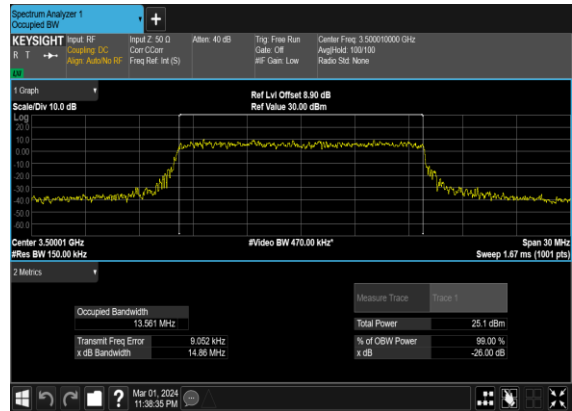 Spectrum Analyzer 1
Occupied BW
KEYSIGHT Input: RF Input Z: 50 Ω Atten: 40 dB Trig: Free Run Center Freq: 3.500010000 GHz
R T Coupling: DC Corr CCorr Gate: Off Avg|Hold: 100/100
Align: Auto/No RF Freq Ref: Int (S) #IF Gain: Low Radio Std: None
1 Graph
Ref Lvl Offset 8.90 dB
Scale/Div 10.0 dB Ref Value 30.00 dBm
Log
20.0
10.0
0.00
-10.0
-20.0
-30.0
-40.0
-50.0
-60.0
Center 3.50001 GHz #Video BW 470.00 kHz* Span 30 MHz
#Res BW 150.00 kHz Sweep 1.67 ms (1001 pts)
2 Metrics
Measure Trace Trace 1
Occupied Bandwidth
13.561 MHz Total Power 25.1 dBm
Transmit Freq Error 9.052 kHz % of OBW Power 99.00 %
x dB Bandwidth 14.86 MHz x dB -26.00 dB
Mar 01, 2024
11:38:35 PM